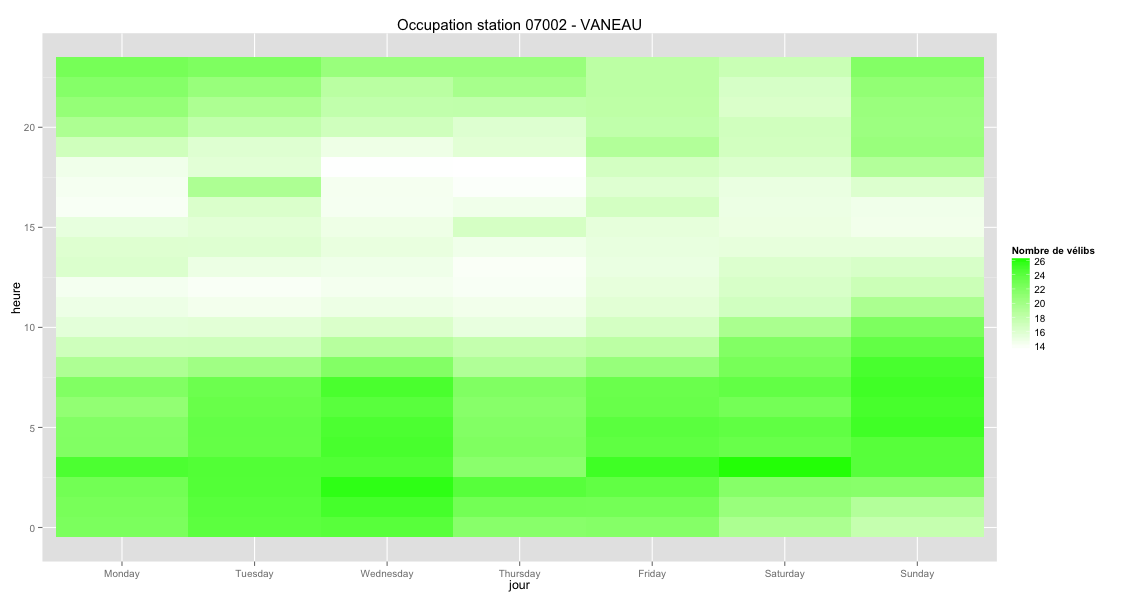 Occupation station 07002 - VANEAU
heure
20
15
10
5
0
Monday Tuesday Wednesday Thursday Friday Saturday Sunday
jour
Nombre de vélibs
26
24
22
20
18
16
14